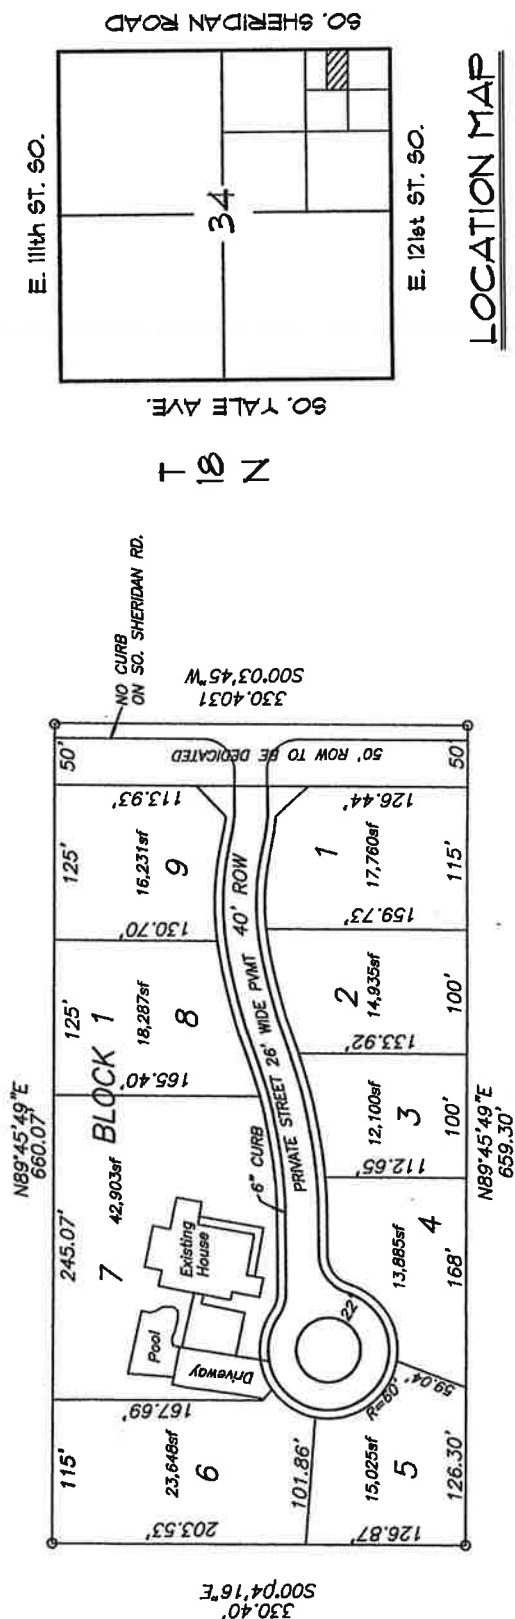 E. 111th ST. SO.
SO. YALE AVE.
34
SO. SHERIDAN ROAD
E. 121st ST. SO.
LOCATION MAP
T
18
N
N89°45'49"E
660.07'
115'
245.07'
125'
125'
50'
NO CURB
ON SO. SHERIDAN RD.
330.40'
S00°04'16"E
203.53'
126.87'
23,648sf
6
167.69'
7
42,903sf
BLOCK 1
Pool
Driveway
Existing
House
165.40'
18,287sf
8
130.70'
16,231sf
9
113.93'
50' ROW TO BE DEDICATED
330.4031
S00°03'45"W
6" CURB
PRIVATE STREET 26' WIDE PVMT 40' ROW
22'
R=60'
101.86'
15,025sf
5
59.04'
13,885sf
4
112.65'
12,100sf
3
133.92'
2
14,935sf
159.73'
1
17,760sf
126.44'
126.30'
168'
100'
100'
115'
50'
N89°45'49"E
659.30'